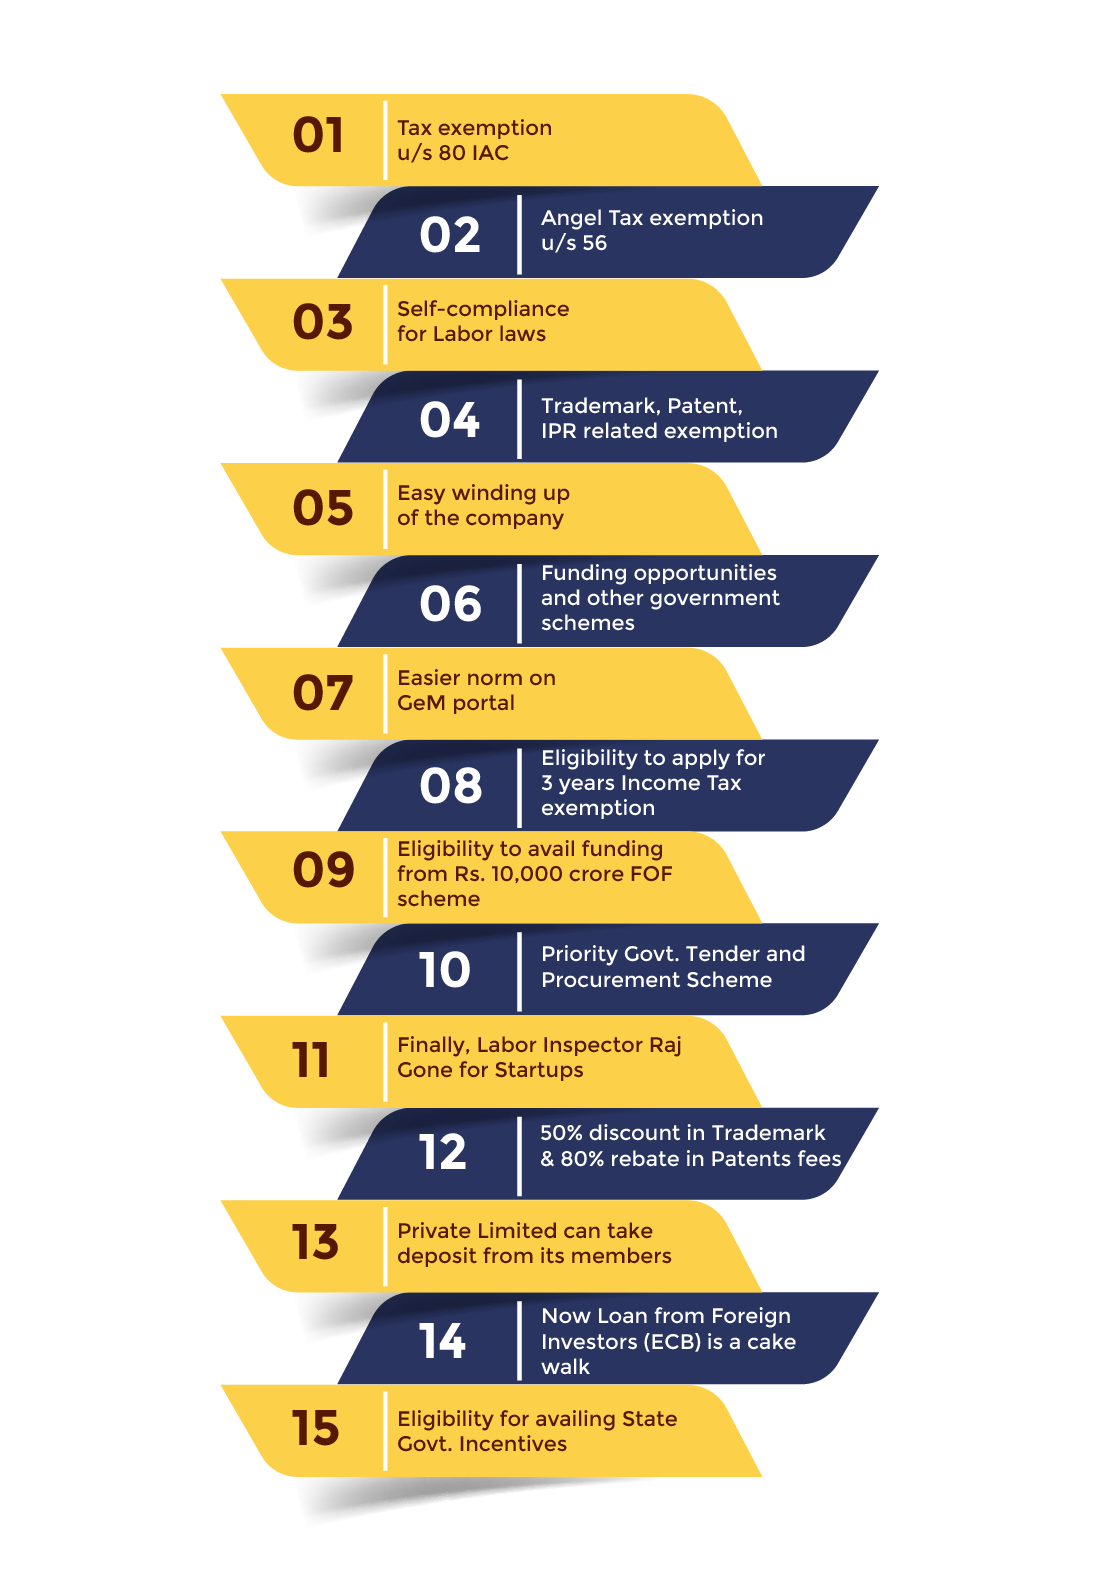 01
Tax exemption
u/s 80 IAC
02
Angel Tax exemption
u/s 56
03
Self-compliance
for Labor laws
04
Trademark, Patent,
IPR related exemption
05
Easy winding up
of the company
06
Funding opportunities
and other government
schemes
07
Easier norm on
GeM portal
08
Eligibility to apply for
3 years Income Tax
exemption
09
Eligibility to avail funding
from Rs. 10,000 crore FOF
scheme
10
Priority Govt. Tender and
Procurement Scheme
11
Finally, Labor Inspector Raj
Gone for Startups
12
50% discount in Trademark
& 80% rebate in Patents fees
13
Private Limited can take
deposit from its members
14
Now Loan from Foreign
Investors (ECB) is a cake
walk
15
Eligibility for availing State
Govt. Incentives